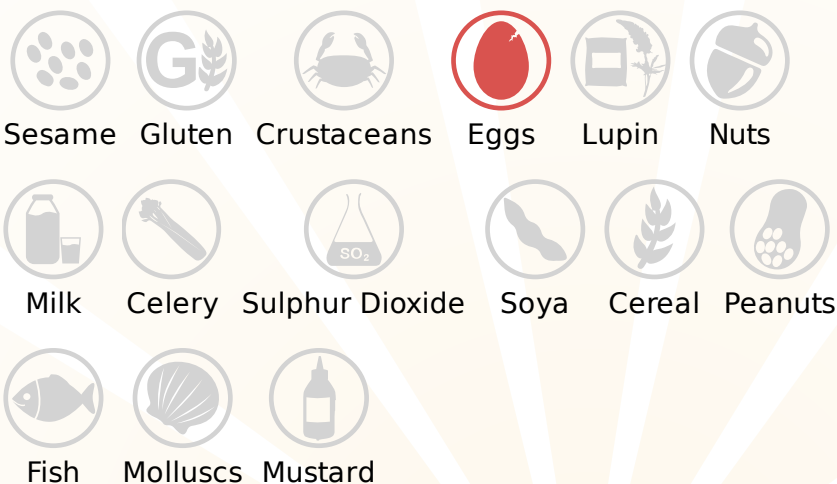 G
Sesame Gluten Crustaceans Eggs Lupin Nuts
SO₂
Milk Celery Sulphur Dioxide Soya Cereal Peanuts
Fish Molluscs Mustard